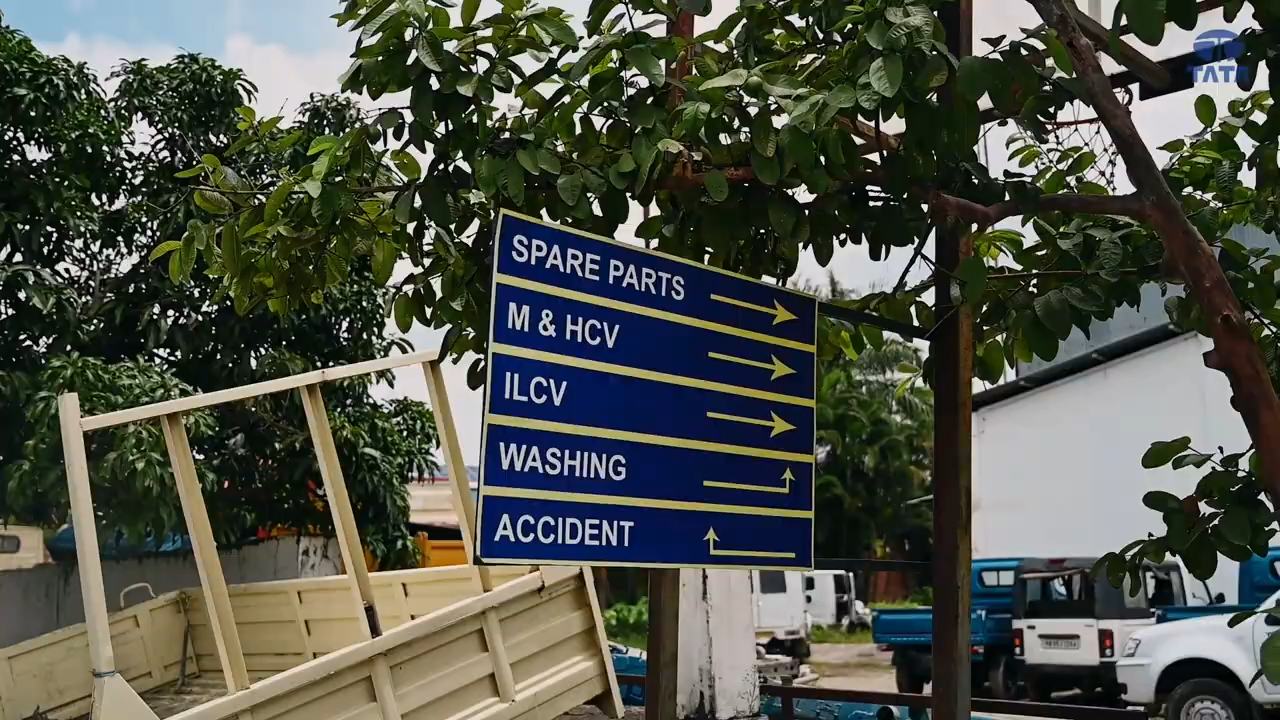 TATA
SPARE PARTS
M & HCV
ILCV
WASHING
ACCIDENT